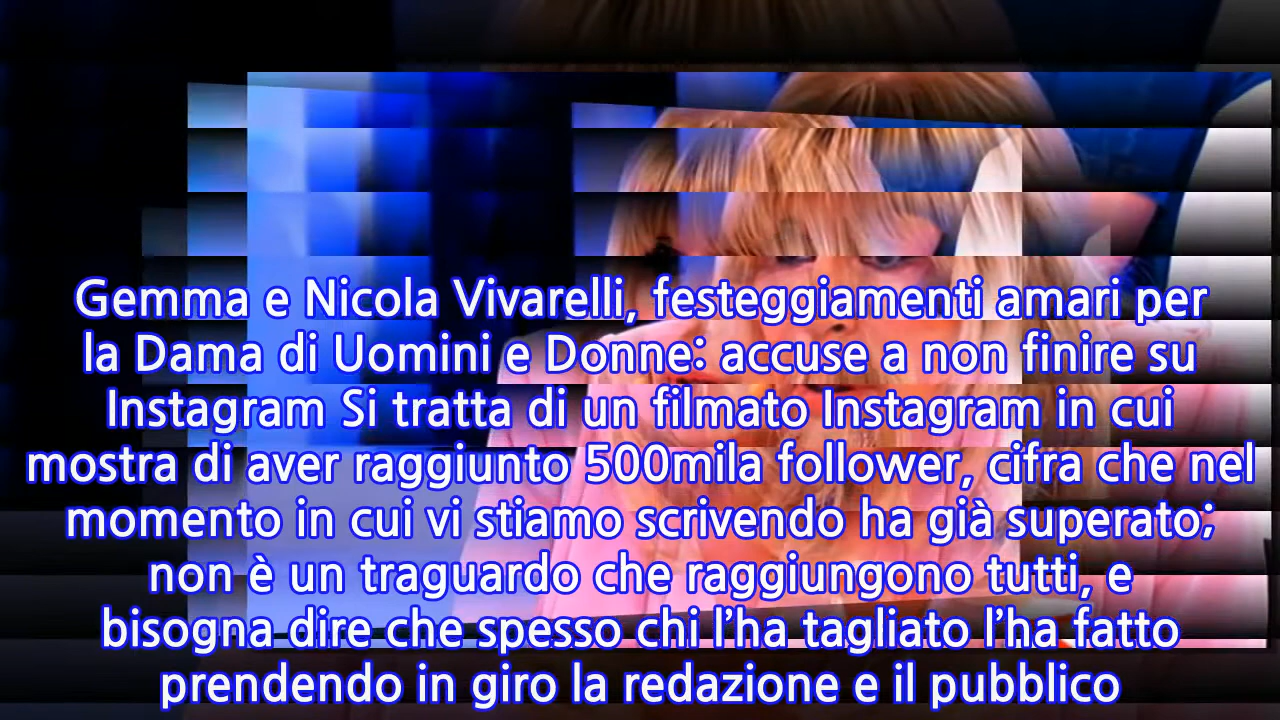 Gemma e Nicola Vivarelli, festeggiamenti amari per
la Dama di Uomini e Donne: accuse a non finire su
Instagram Si tratta di un filmato Instagram in cui
mostra di aver raggiunto 500mila follower, cifra che nel
momento in cui vi stiamo scrivendo ha già superato;
non è un traguardo che raggiungono tutti, e
bisogna dire che spesso chi l’ha tagliato l’ha fatto
prendendo in giro la redazione e il pubblico